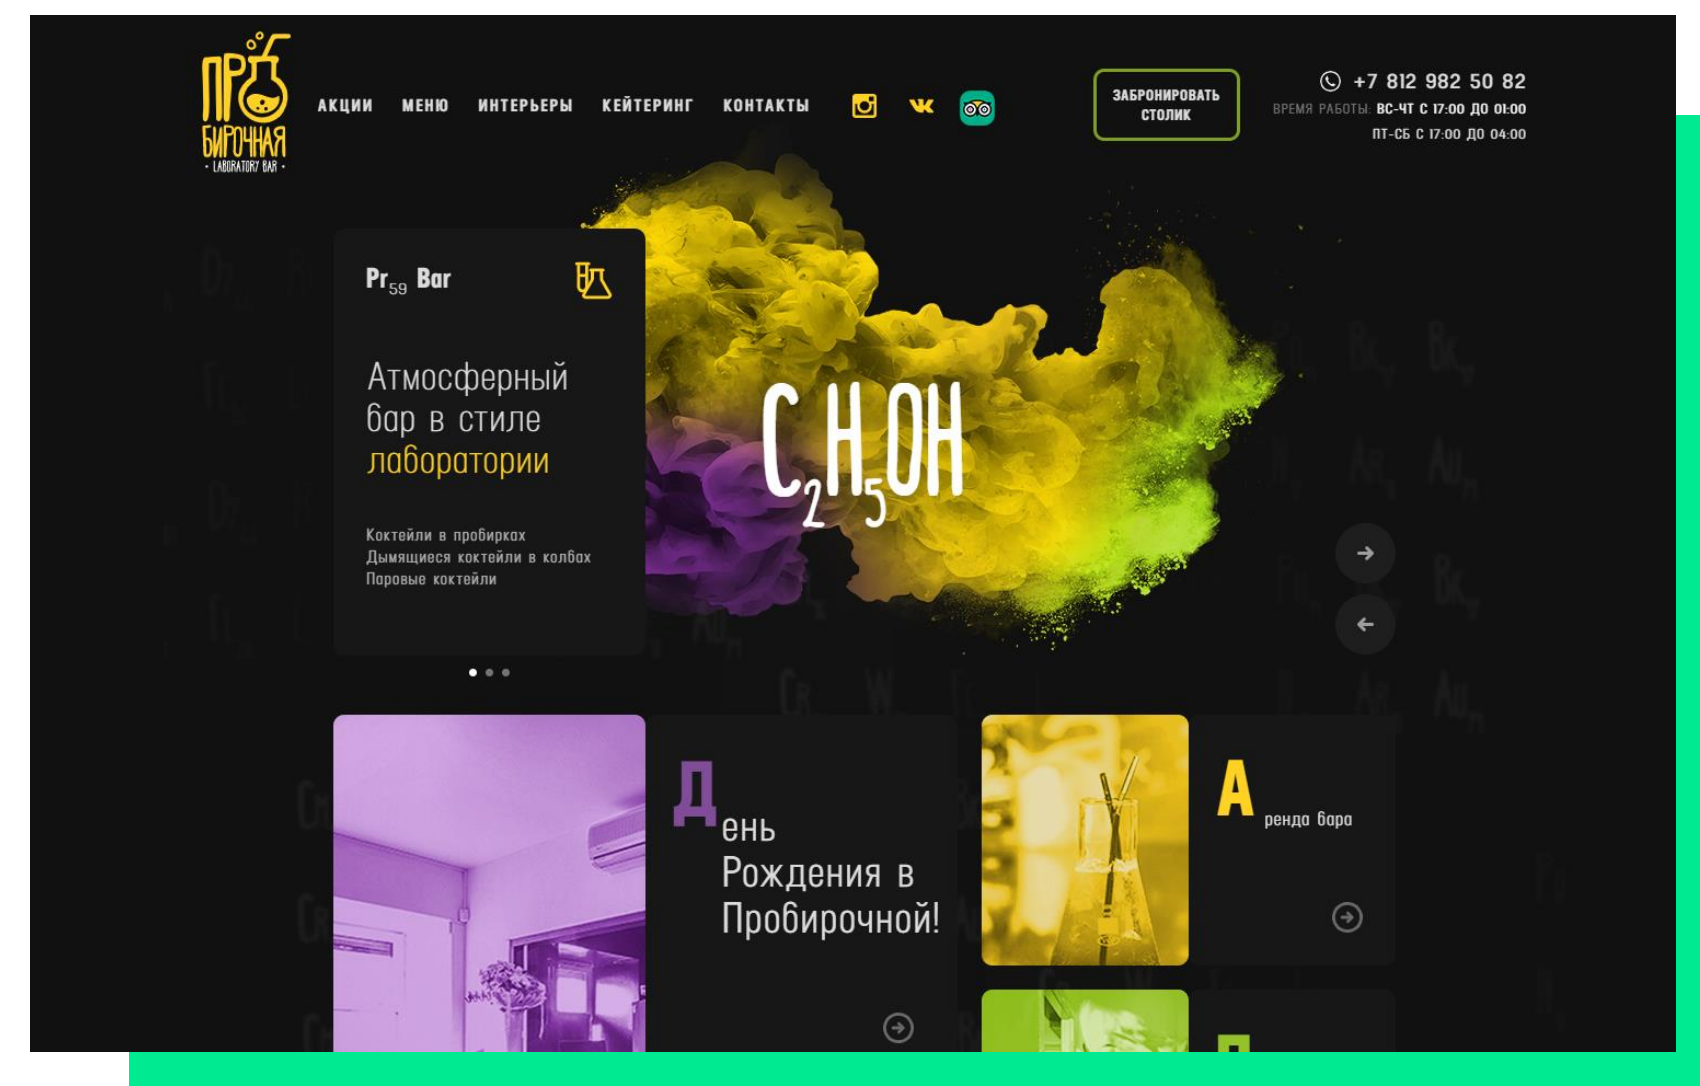 ПРО
БИРОЧНАЯ
• LABORATORY BAR •
АКЦИИ МЕНЮ ИНТЕРЬЕРЫ КЕЙТЕРИНГ КОНТАКТЫ
ЗАБРОНИРОВАТЬ
СТОЛИК
+7 812 982 50 82
ВРЕМЯ РАБОТЫ: ВС-ЧТ С 17:00 ДО 01:00
ПТ-СБ С 17:00 ДО 04:00
Pr59 Bar
Атмосферный
бар в стиле
лаборатории
Коктейли в пробирках
Дымящиеся коктейли в колбах
Паровые коктейли
C2H5OH
День
Рождения в
Пробирочной!
Аренда бара